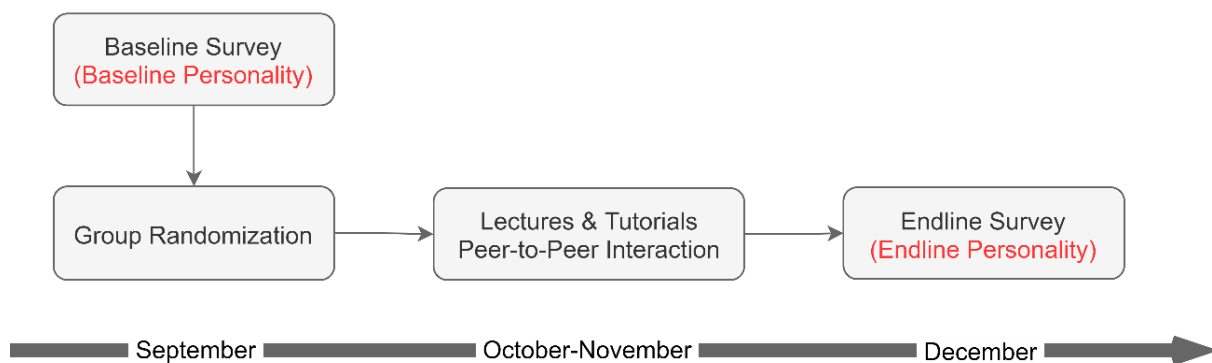 Baseline Survey
(Baseline Personality)
Group Randomization
Lectures & Tutorials
Peer-to-Peer Interaction
Endline Survey
(Endline Personality)
September
October-November
December